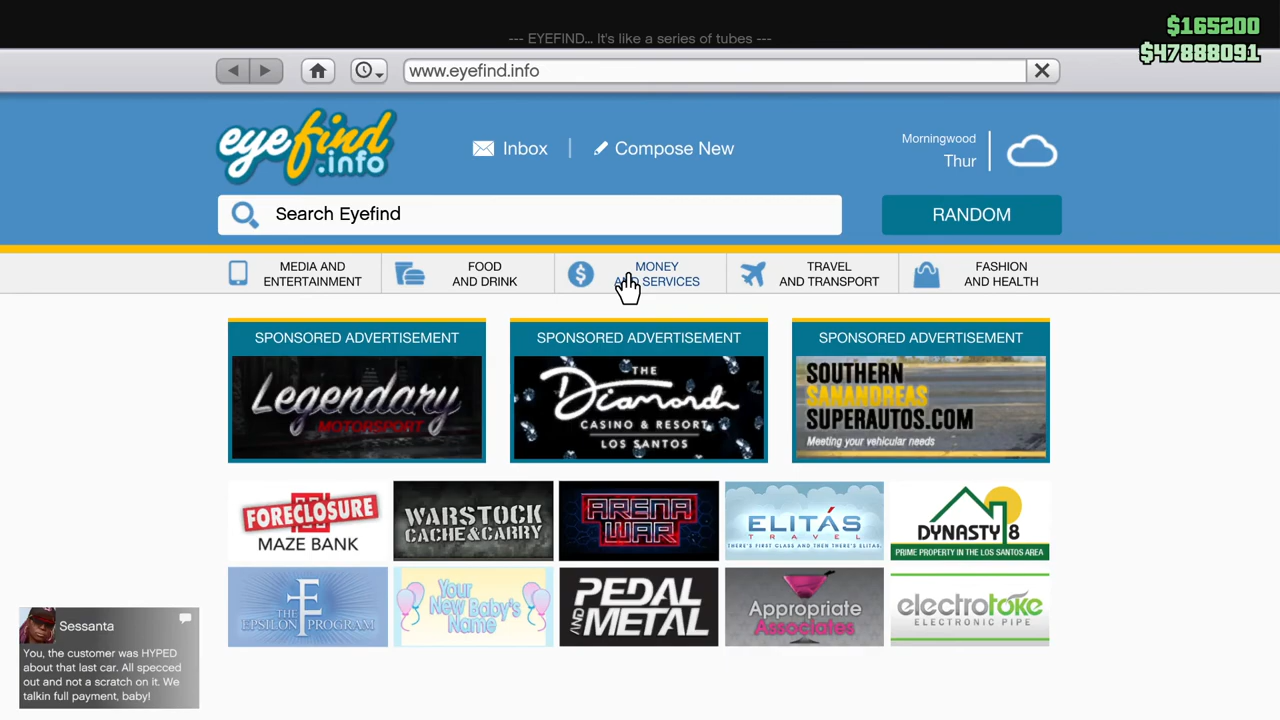 $165200
--- EYEFIND... It's like a series of tubes ---
$47888091
www.eyefind.info
eyefind
.info
Inbox
Compose New
Morningwood
Thur
Search Eyefind
RANDOM
MEDIA AND
ENTERTAINMENT
FOOD
AND DRINK
MONEY
AND SERVICES
TRAVEL
AND TRANSPORT
FASHION
AND HEALTH
SPONSORED ADVERTISEMENT
Legendary
MOTORSPORT
SPONSORED ADVERTISEMENT
THE
Diamond
CASINO & RESORT
LOS SANTOS
SPONSORED ADVERTISEMENT
SOUTHERN
SANANDREAS
SUPERAUTOS.COM
Meeting your vehicular needs
FORECLOSURE
MAZE BANK
WARSTOCK
CACHE & CARRY
ARENA
WAR
ELITÁS
TRAVEL
THERE'S FIRST CLASS AND THEN THERE'S ELITAS.
DYNASTY 8
PRIME PROPERTY IN THE LOS SANTOS AREA
THE
EPSILON PROGRAM
Your
New Baby's
Name
PEDAL
AND METAL
Appropriate
Associates
electrotoke
ELECTRONIC PIPE
Sessanta
You, the customer was HYPED
about that last car. All specced
out and not a scratch on it. We
talkin full payment, baby!